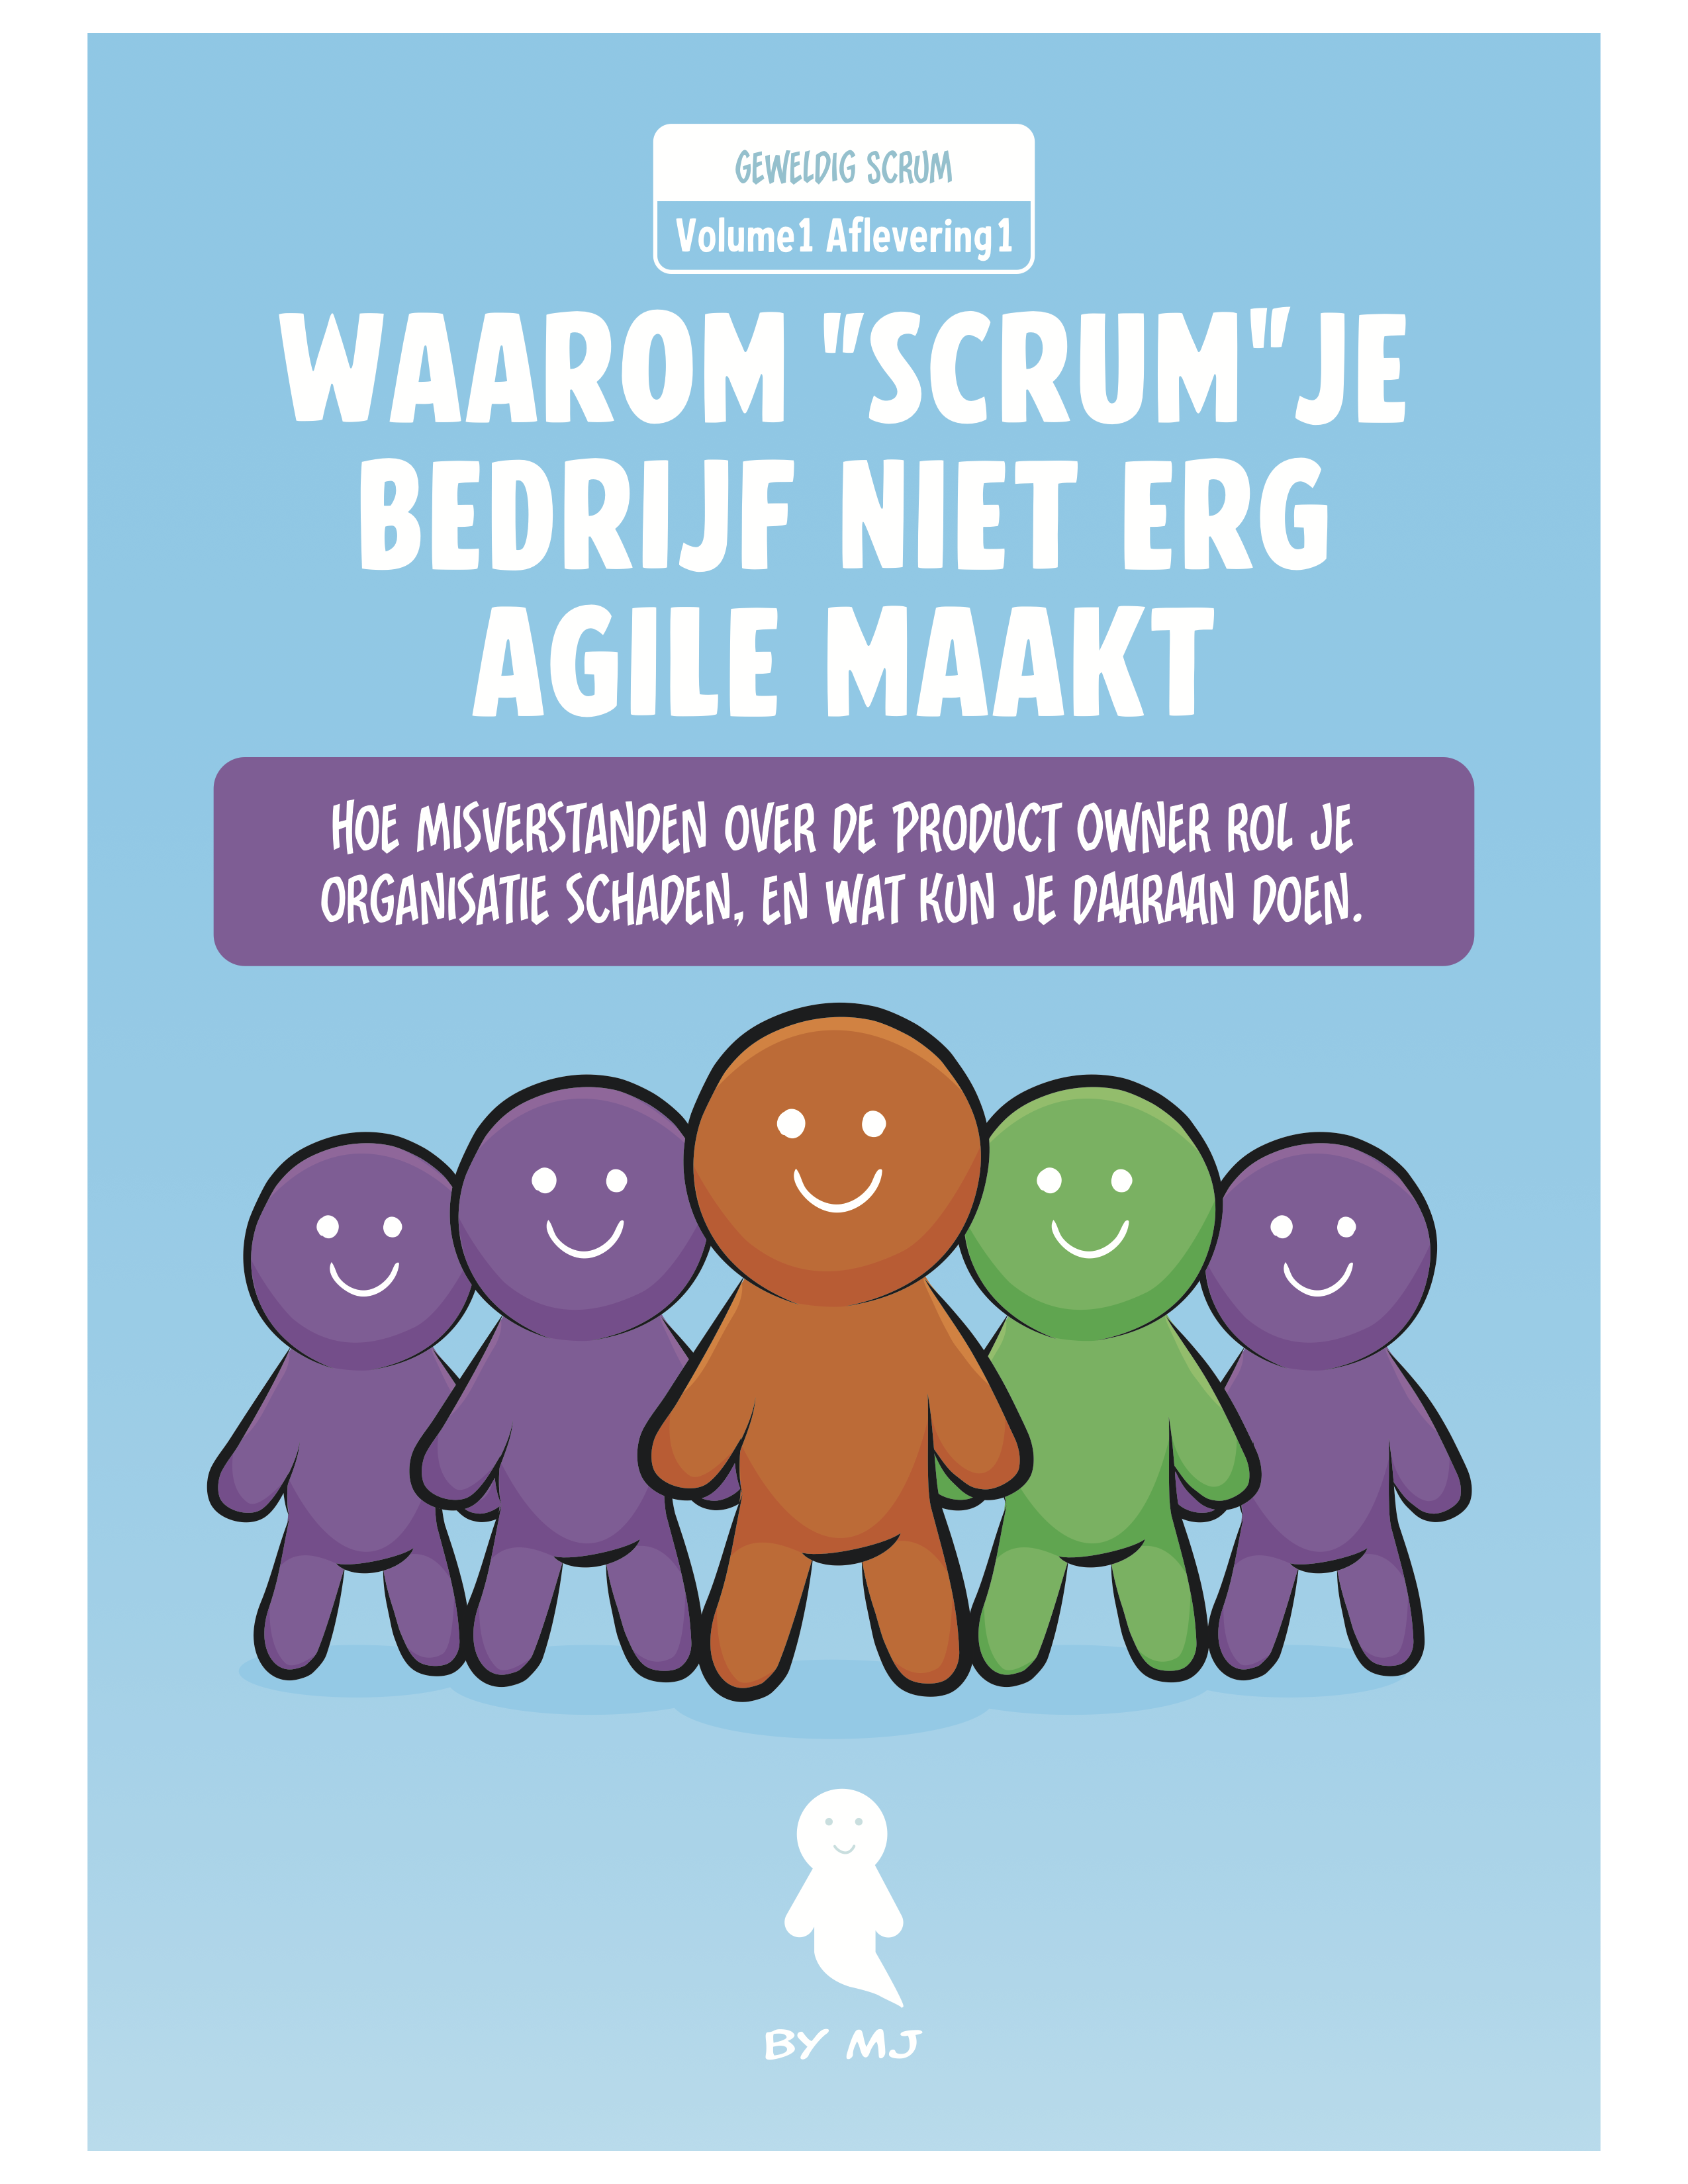 GEWELDIG SCRUM
Volume1 Aflevering1
WAAROM "SCRUM"JE
BEDRIJF NIET ERG
AGILE MAAKT
HOE MISVERSTANDEN OVER DE PRODUCT OWNER ROL JE
ORGANISATIE SCHADEN, EN WAT KUN JE DAARAAN DOEN.
BY MJ